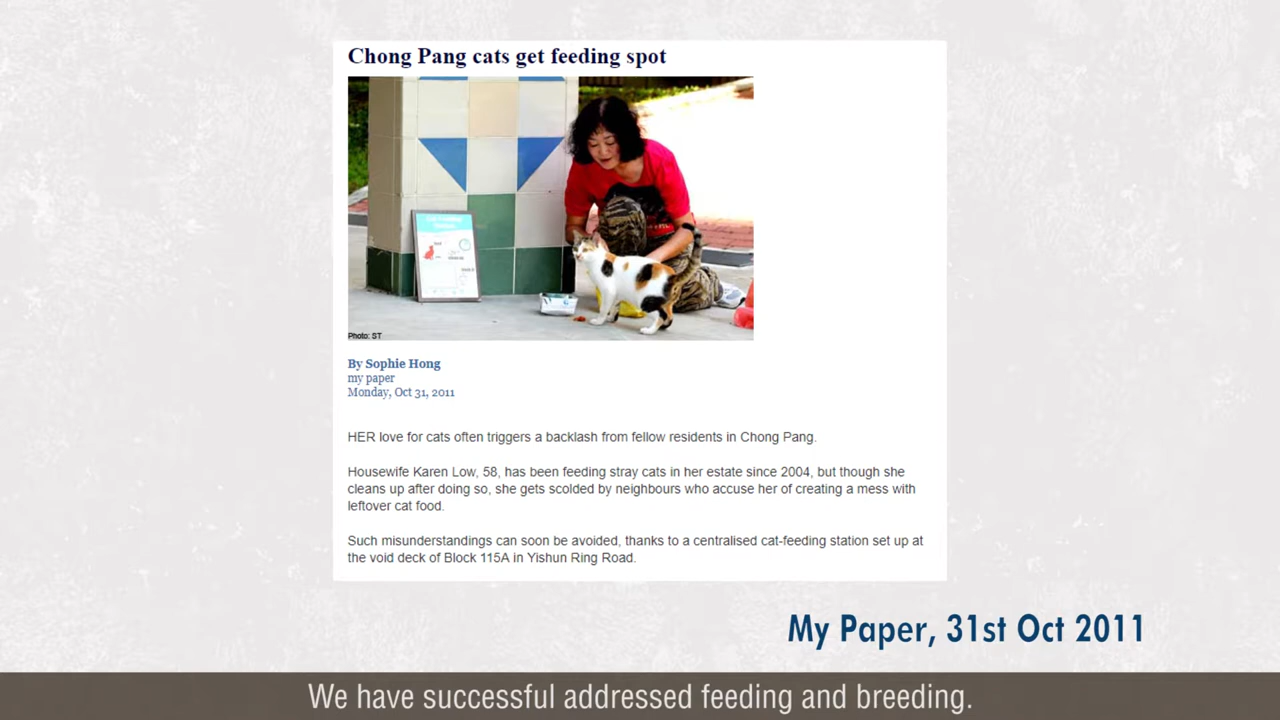 Chong Pang cats get feeding spot
Photo: ST
By Sophie Hong
my paper
Monday, Oct 31, 2011
HER love for cats often triggers a backlash from fellow residents in Chong Pang.
Housewife Karen Low, 58, has been feeding stray cats in her estate since 2004, but though she
cleans up after doing so, she gets scolded by neighbours who accuse her of creating a mess with
leftover cat food.
Such misunderstandings can soon be avoided, thanks to a centralised cat-feeding station set up at
the void deck of Block 115A in Yishun Ring Road.
My Paper, 31st Oct 2011
We have successful addressed feeding and breeding.